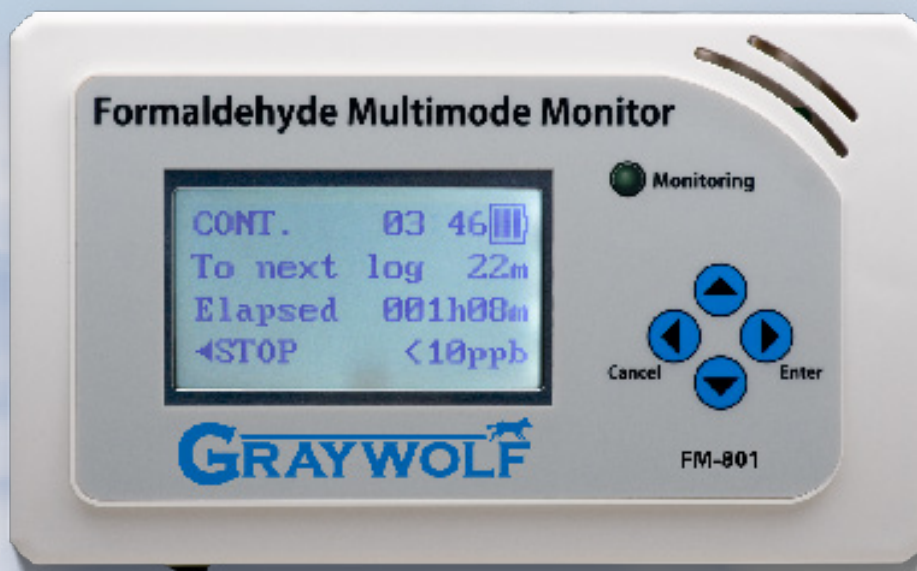 Formaldehyde Multimode Monitor
Monitoring
CONT. 03 46
To next log 22m
Elapsed 001h08m
◄STOP <10ppb
Cancel
Enter
GRAYWOLF
FM-801